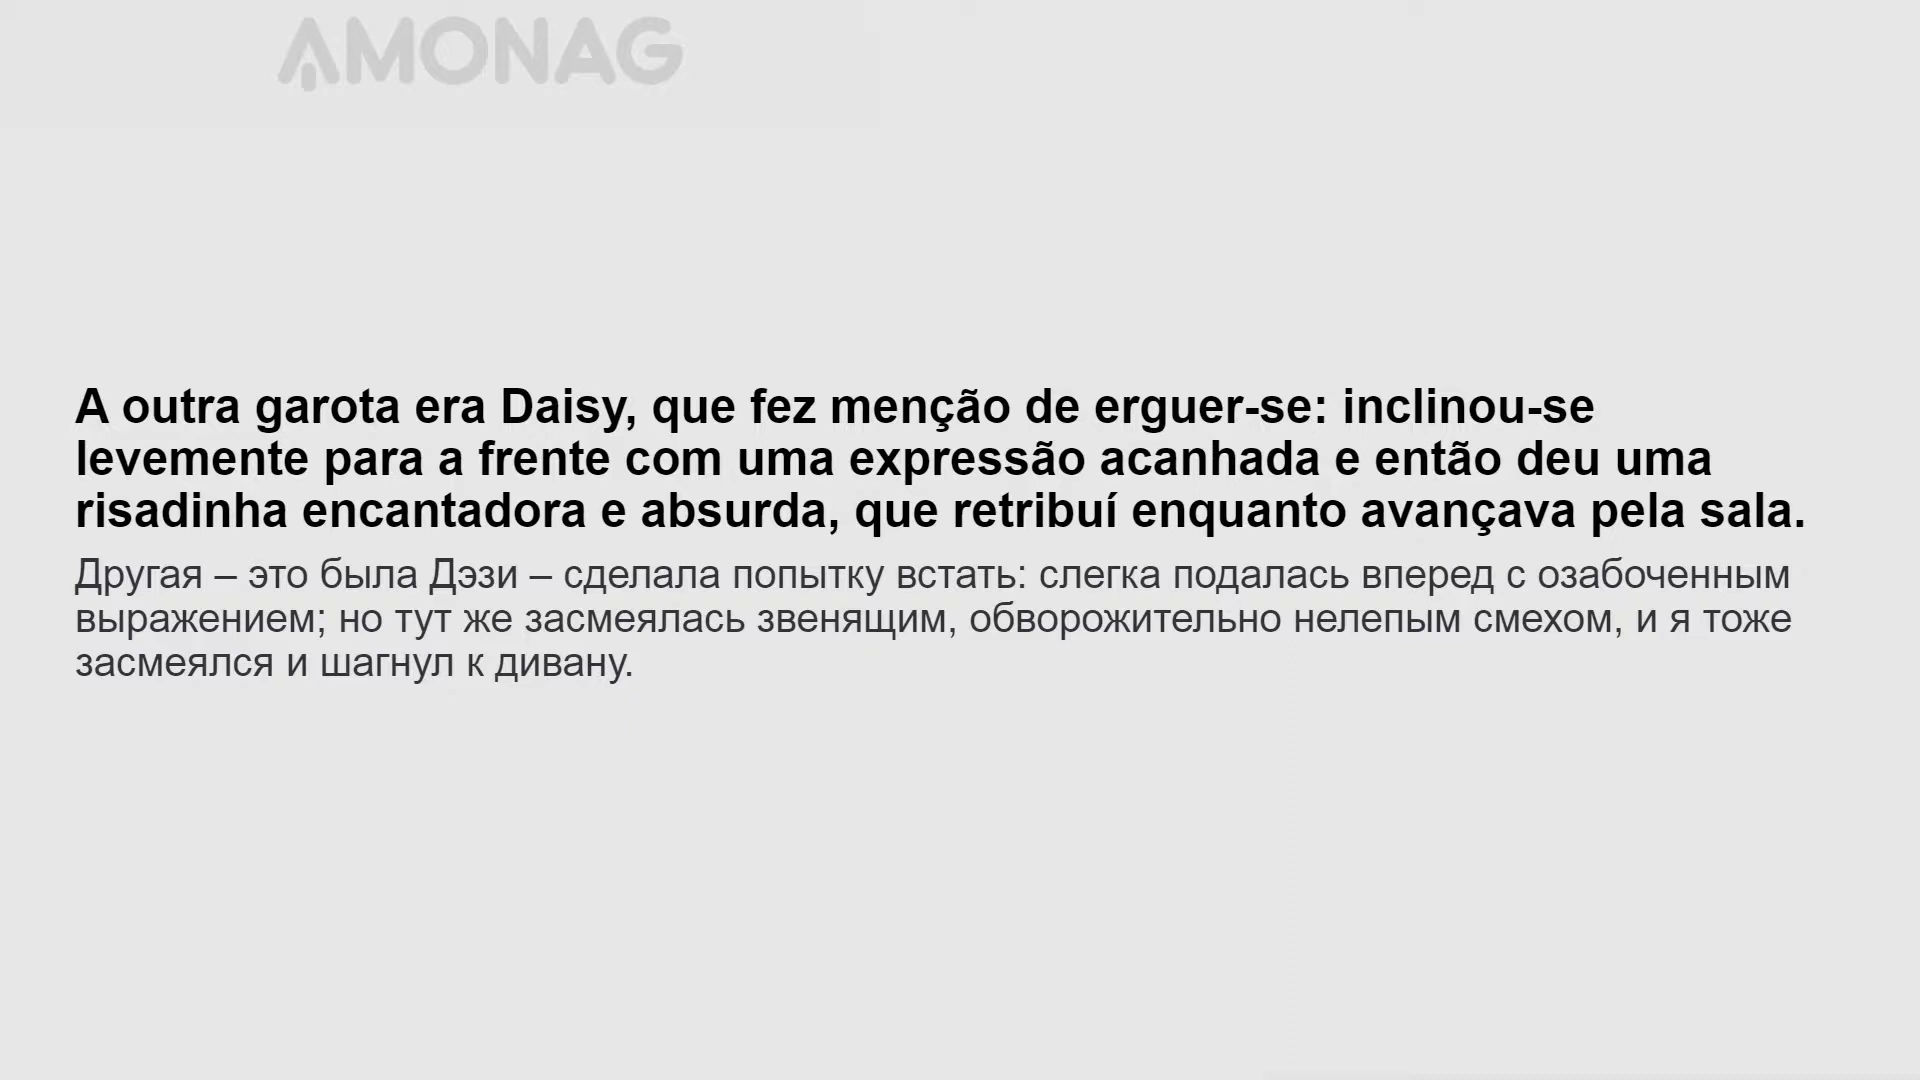 AMONAG
A outra garota era Daisy, que fez menção de erguer-se: inclinou-se
levemente para a frente com uma expressão acanhada e então deu uma
risadinha encantadora e absurda, que retribuí enquanto avançava pela sala.
Другая – это была Дэзи – сделала попытку встать: слегка подалась вперед с озабоченным
выражением; но тут же засмеялась звенящим, обворожительно нелепым смехом, и я тоже
засмеялся и шагнул к дивану.